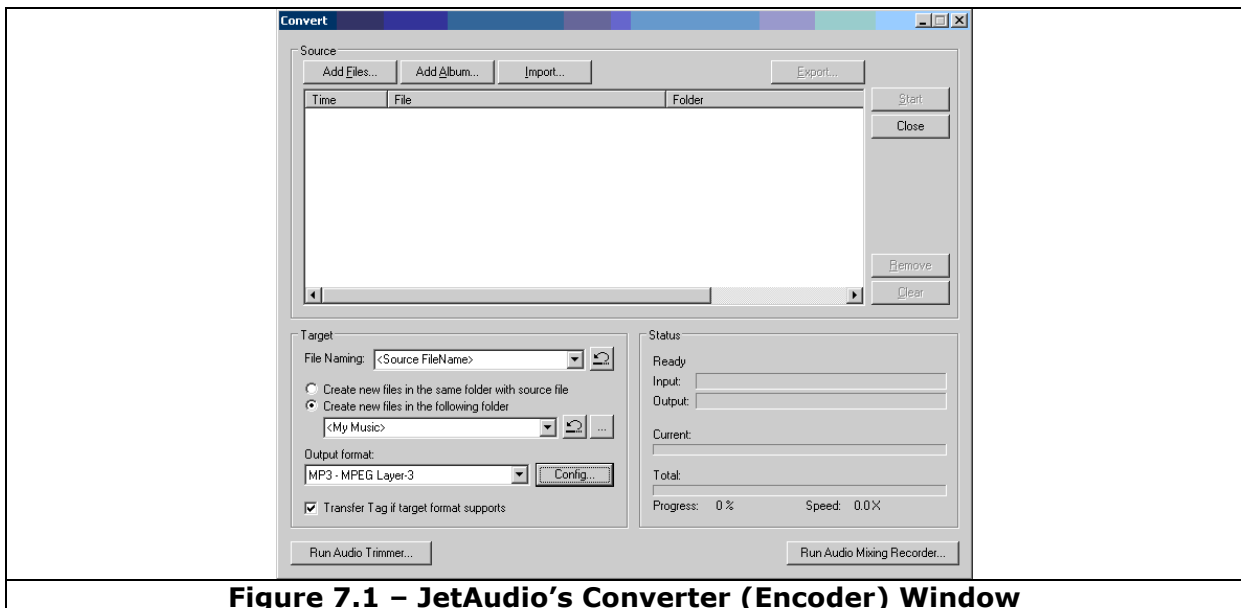 Convert
Source
Add Files... Add Album... Import... Export...
Time File Folder
Start
Close
Remove
Clear
Target
File Naming: <Source FileName>
Create new files in the same folder with source file
Create new files in the following folder
<My Music> ...
Output format:
MP3 - MPEG Layer-3 Config...
Transfer Tag if target format supports
Status
Ready
Input:
Output:
Current:
Total:
Progress: 0 % Speed: 0.0X
Run Audio Trimmer... Run Audio Mixing Recorder...
Figure 7.1 – JetAudio’s Converter (Encoder) Window